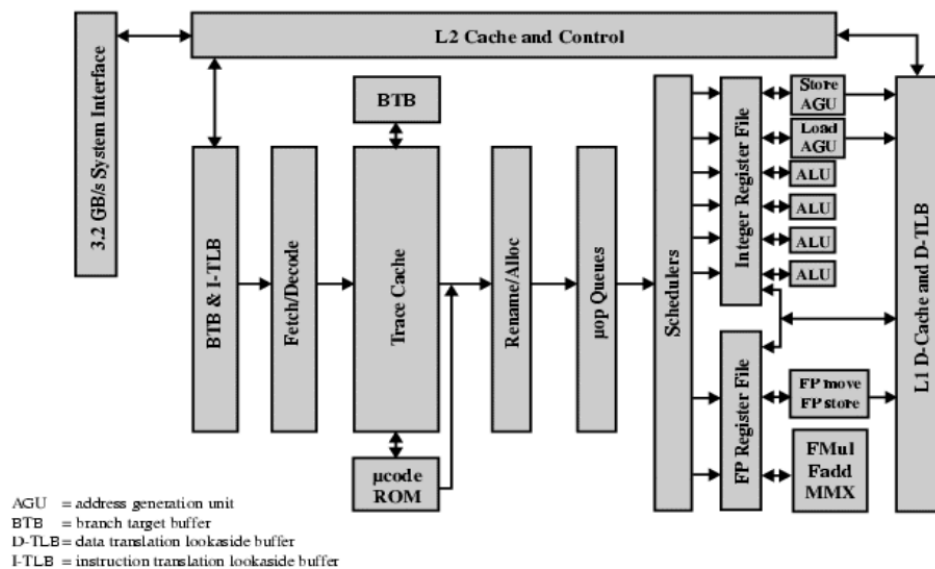 L2 Cache and Control
3.2 GB/s System Interface
BTB
Store
AGU
Load
AGU
ALU
ALU
ALU
ALU
Integer Register File
L1 D-Cache and D-TLB
BTB & I-TLB
Fetch/Decode
Trace Cache
Rename/Alloc
µop Queues
Schedulers
FP Register File
FP move
FP store
FMul
Fadd
MMX
µcode
ROM
AGU = address generation unit
BTB = branch target buffer
D-TLB = data translation lookaside buffer
I-TLB = instruction translation lookaside buffer